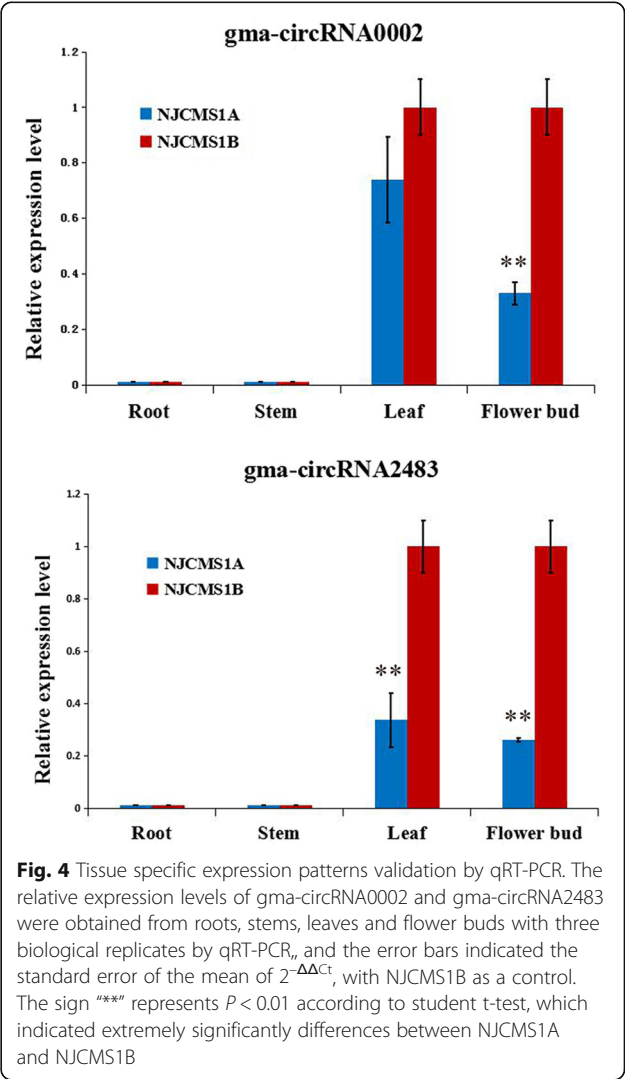 gma-circRNA0002
1.2
1
0.8
0.6
0.4
0.2
0
Relative expression level
NJCMS1A
NJCMS1B
**
Root Stem Leaf Flower bud
gma-circRNA2483
1.2
1
0.8
0.6
0.4
0.2
0
Relative expression level
NJCMS1A
NJCMS1B
**
**
Root Stem Leaf Flower bud
Fig. 4 Tissue specific expression patterns validation by qRT-PCR. The
relative expression levels of gma-circRNA0002 and gma-circRNA2483
were obtained from roots, stems, leaves and flower buds with three
biological replicates by qRT-PCR,, and the error bars indicated the
standard error of the mean of 2^−ΔΔCt, with NJCMS1B as a control.
The sign “**” represents P < 0.01 according to student t-test, which
indicated extremely significantly differences between NJCMS1A
and NJCMS1B